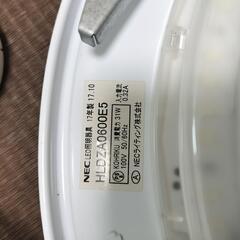 NEC LED照明器具 17年製 17.10
HLDZA0600E5
KOHRKU 消費電力 31W 入力電流
100V 50/60Hz 0.32A
NECライティング株式会社